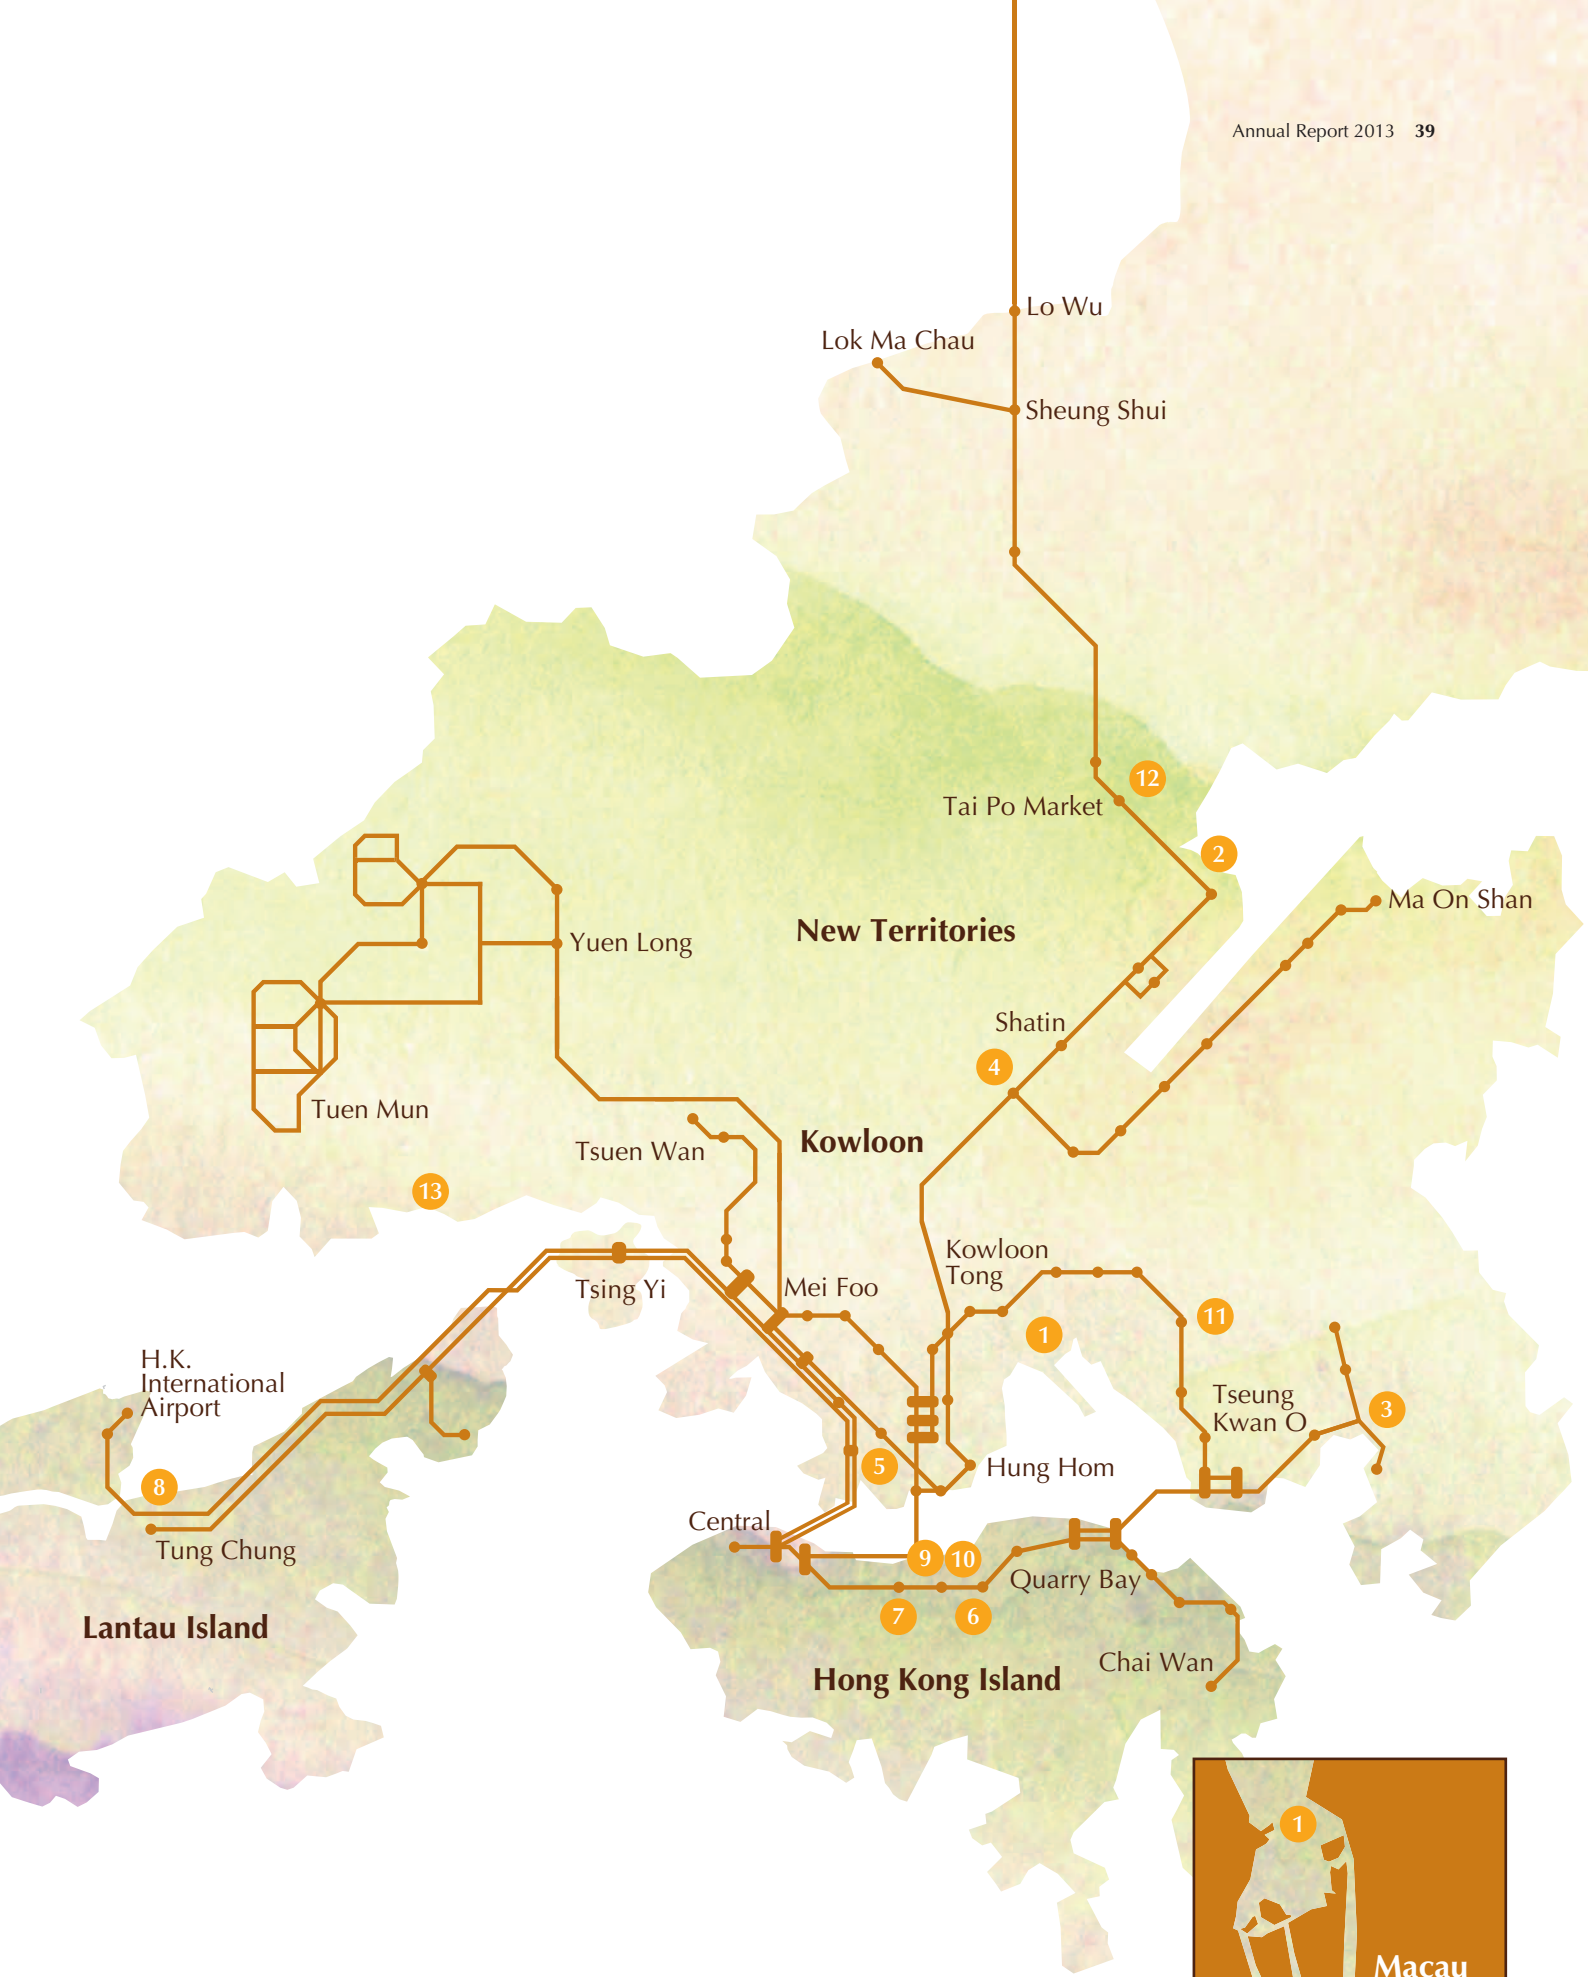 Annual Report 2013 39
Lo Wu
Lok Ma Chau
Sheung Shui
12
Tai Po Market
2
Ma On Shan
New Territories
Yuen Long
Shatin
4
Tuen Mun
Kowloon
Tsuen Wan
13
Kowloon
Tong
Tsing Yi
Mei Foo
11
1
H.K.
International
Airport
Tseung
Kwan O
3
5
Hung Hom
8
Central
Tung Chung
9
10
Quarry Bay
7
6
Lantau Island
Chai Wan
Hong Kong Island
1
Macau